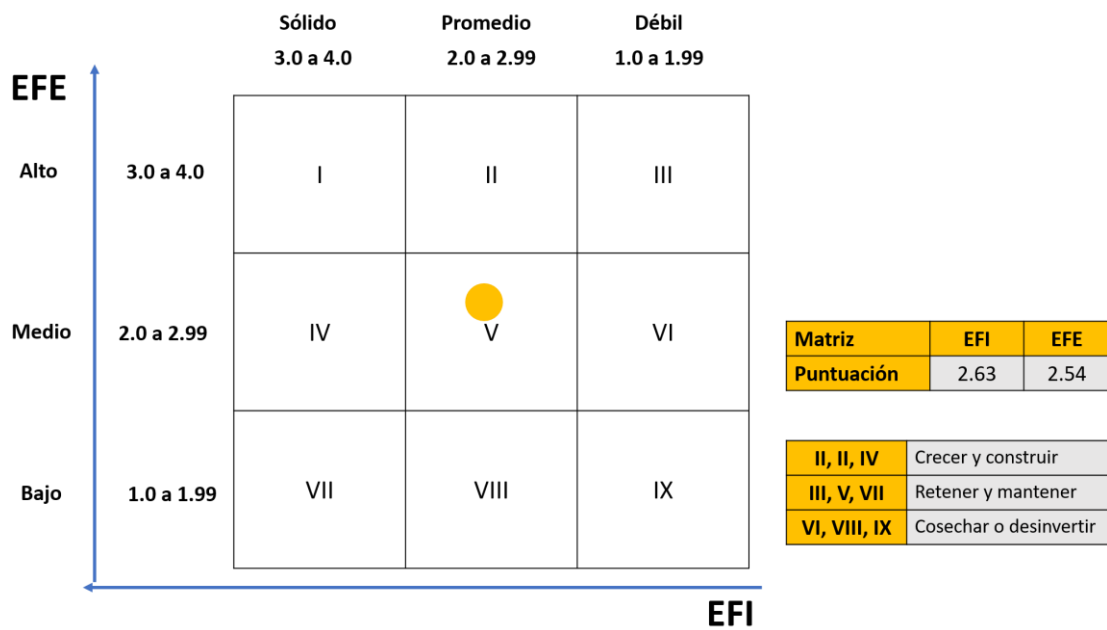 Sólido Promedio Débil
3.0 a 4.0 2.0 a 2.99 1.0 a 1.99
EFE
Alto 3.0 a 4.0 I II III
Medio 2.0 a 2.99 IV V VI
Bajo 1.0 a 1.99 VII VIII IX
EFI
Matriz EFI EFE
Puntuación 2.63 2.54
II, II, IV Crecer y construir
III, V, VII Retener y mantener
VI, VIII, IX Cosechar o desinvertir